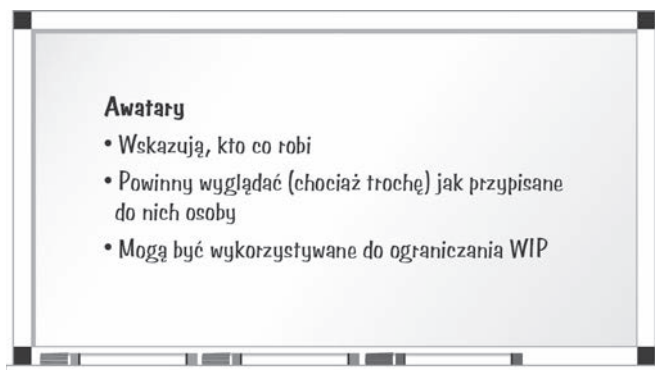 Awatary
• Wskazują, kto co robi
• Powinny wyglądać (chociaż trochę) jak przypisane
do nich osoby
• Mogą być wykorzystywane do ograniczania WIP